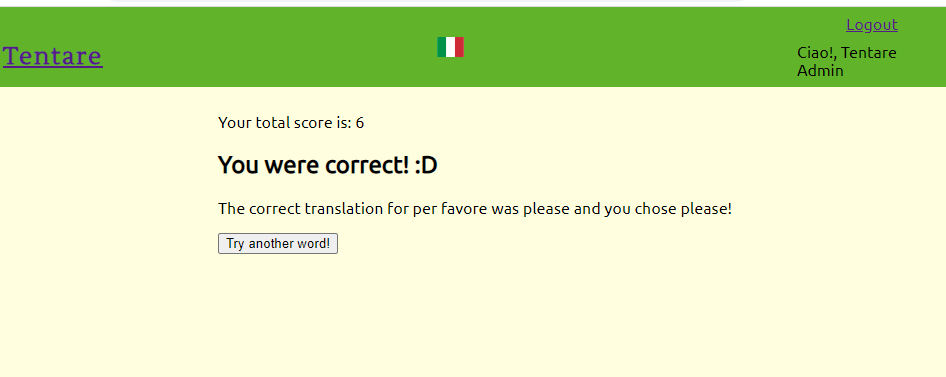 Logout
Tentare
Ciao!, Tentare
Admin
Your total score is: 6
You were correct! :D
The correct translation for per favore was please and you chose please!
Try another word!